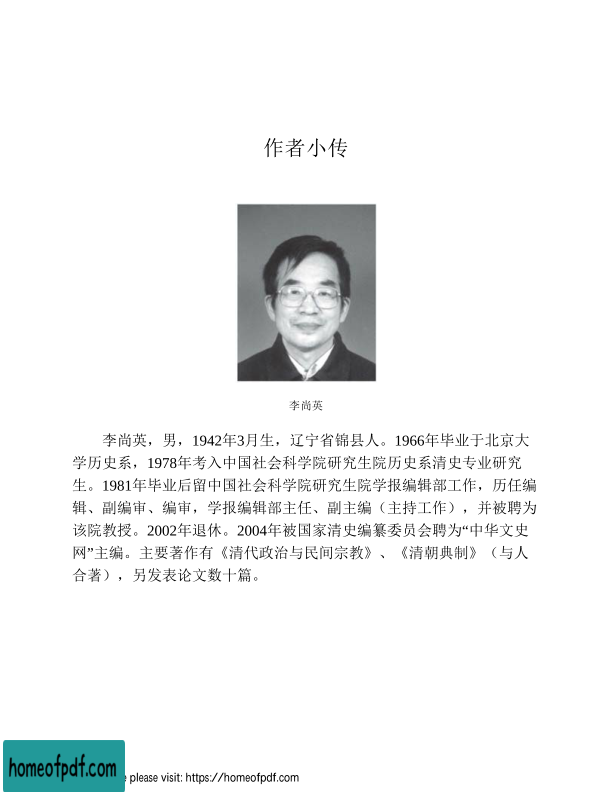 作者小传
李尚英
李尚英，男，1942年3月生，辽宁省锦县人。1966年毕业于北京大
学历史系，1978年考入中国社会科学院研究生院历史系清史专业研究
生。1981年毕业后留中国社会科学院研究生院学报编辑部工作，历任编
辑、副编审、编审，学报编辑部主任、副主编（主持工作），并被聘为
该院教授。2002年退休。2004年被国家清史编纂委员会聘为“中华文史
网”主编。主要著作有《清代政治与民间宗教》、《清朝典制》（与人
合著），另发表论文数十篇。
homeofpdf.com
e please visit: https://homeofpdf.com